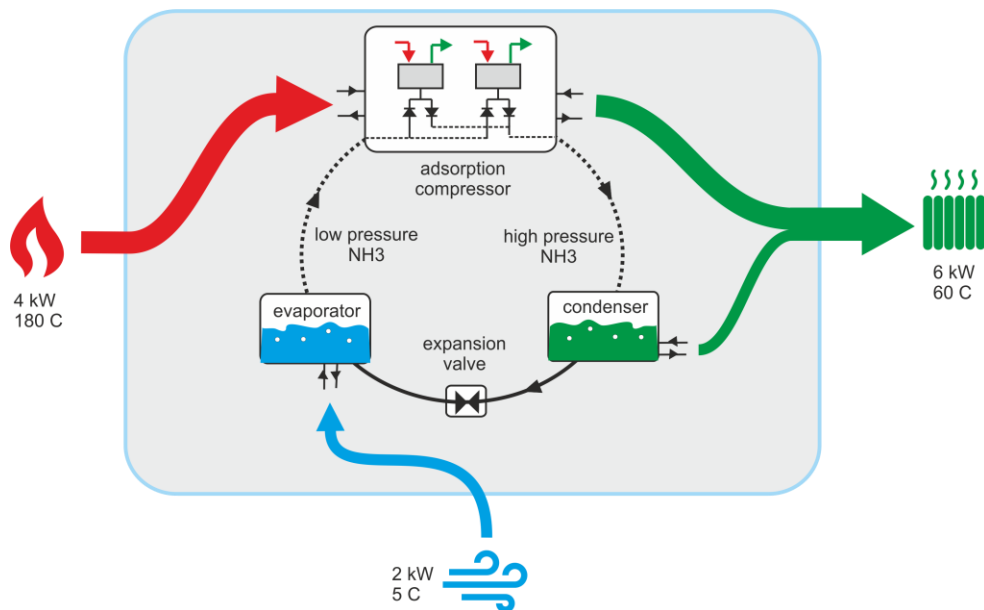 adsorption
compressor
low pressure
NH3
high pressure
NH3
4 kW
180 C
6 kW
60 C
evaporator
condenser
expansion
valve
2 kW
5 C